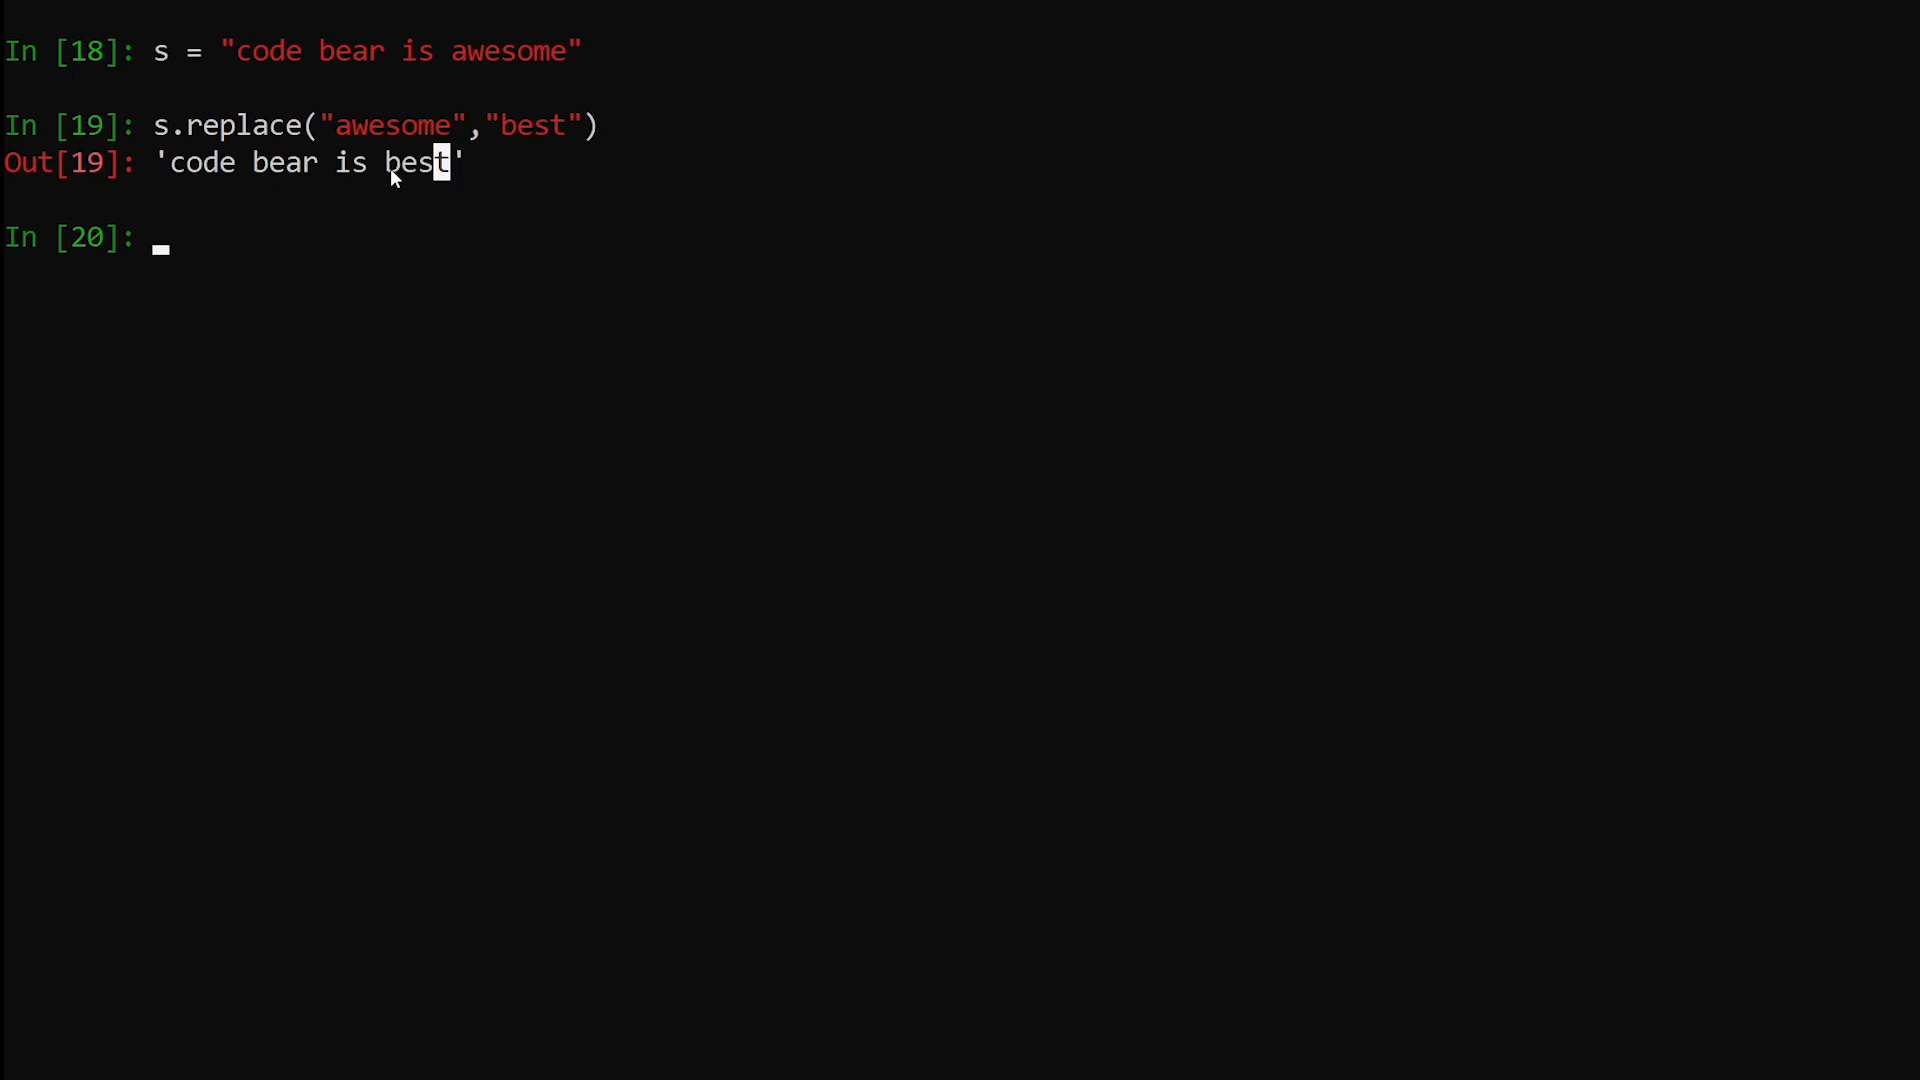 In [18]: s = "code bear is awesome"
In [19]: s.replace("awesome","best")
Out[19]: 'code bear is best'
In [20]: